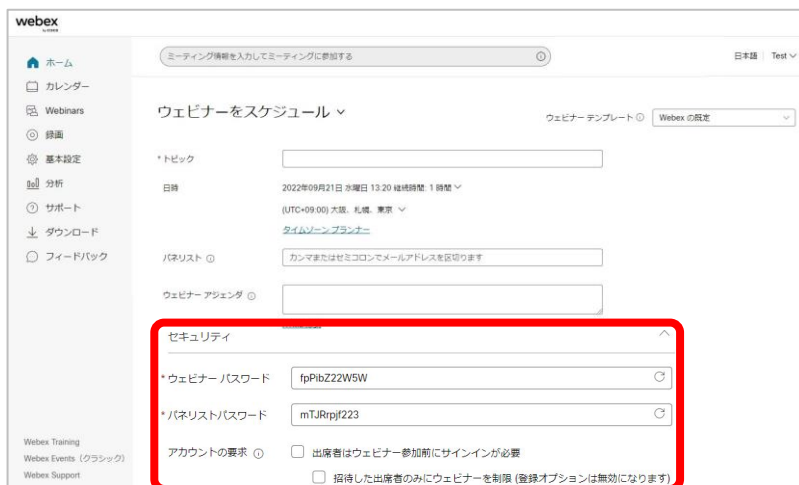 webex
by CISCO
ミーティング情報を入力してミーティングに参加する
日本語
Test
ホーム
カレンダー
Webinars
録画
基本設定
分析
サポート
ダウンロード
フィードバック
Webex Training
Webex Events (クラシック)
Webex Support
ウェビナーをスケジュール
ウェビナー テンプレート
Webex の既定
* トピック
日時
2022年09月21日 水曜日 13:20 継続時間: 1 時間
(UTC+09:00) 大阪、札幌、東京
タイムゾーン プランナー
パネリスト
カンマまたはセミコロンでメールアドレスを区切ります
ウェビナー アジェンダ
セキュリティ
* ウェビナー パスワード
fpPibZ22W5W
* パネリストパスワード
mTJRrpjf223
アカウントの要求
出席者はウェビナー参加前にサインインが必要
招待した出席者のみにウェビナーを制限 (登録オプションは無効になります)